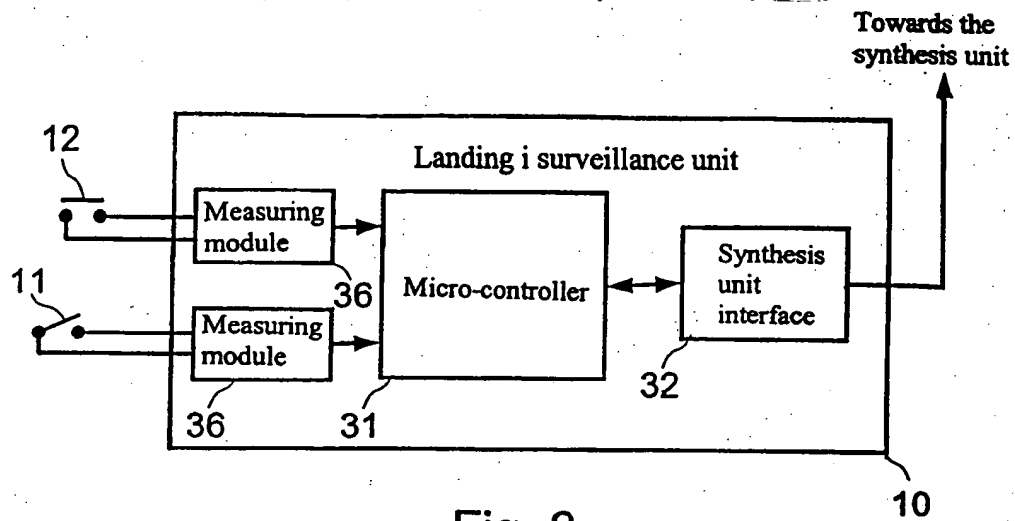 Towards the
synthesis unit
12
Landing i surveillance unit
Measuring
module
36
11
Measuring
module
36
Micro-controller
31
Synthesis
unit
interface
32
10